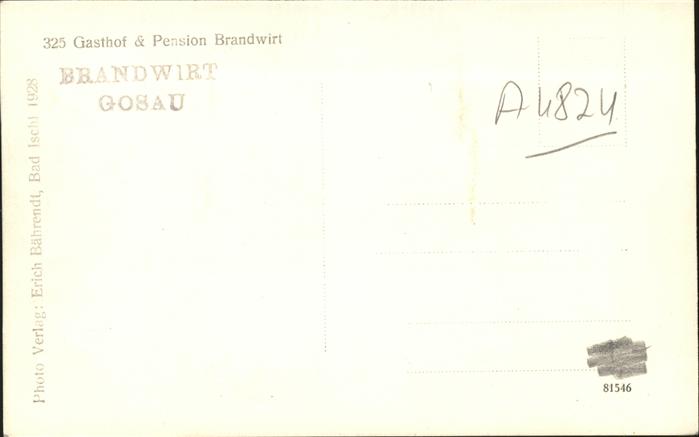 325 Gasthof & Pension Brandwirt
BRANDWIRT
GOSAU
A4824
Photo Verlag: Erich Bährendt, Bad Ischl 1928
81546